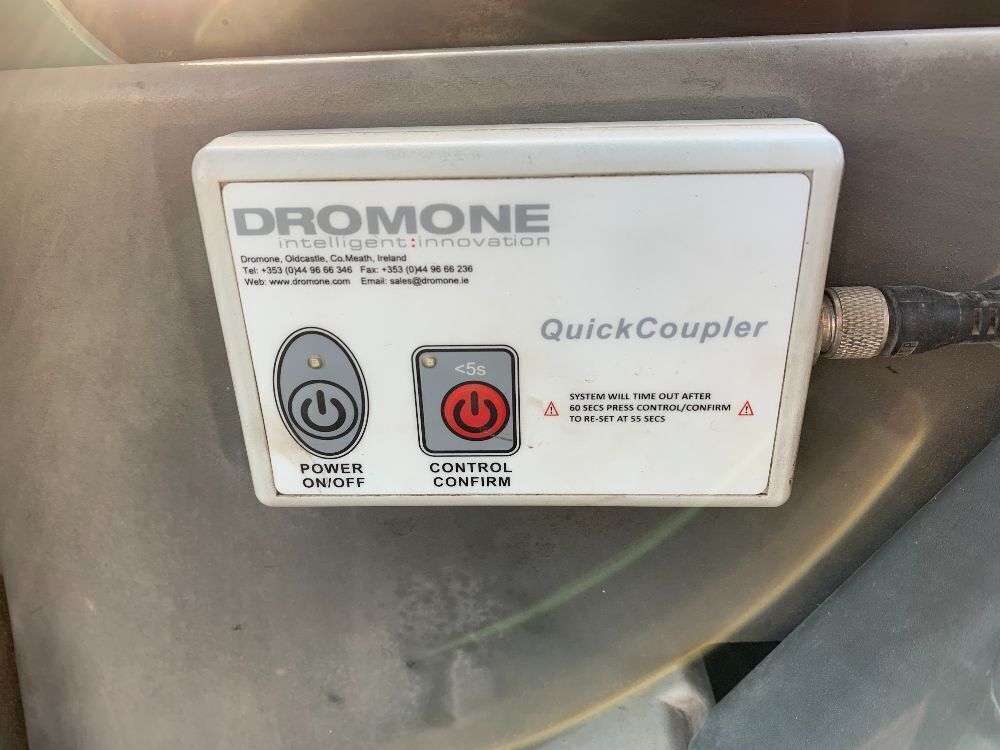 DROMONE
intelligent:innovation
Dromone, Oldcastle, Co.Meath, Ireland
Tel: +353 (0)44 96 66 346 Fax: +353 (0)44 96 66 236
Web: www.dromone.com Email: sales@dromone.ie
QuickCoupler
<5s
SYSTEM WILL TIME OUT AFTER
60 SECS PRESS CONTROL/CONFIRM
TO RE-SET AT 55 SECS
POWER
ON/OFF
CONTROL
CONFIRM